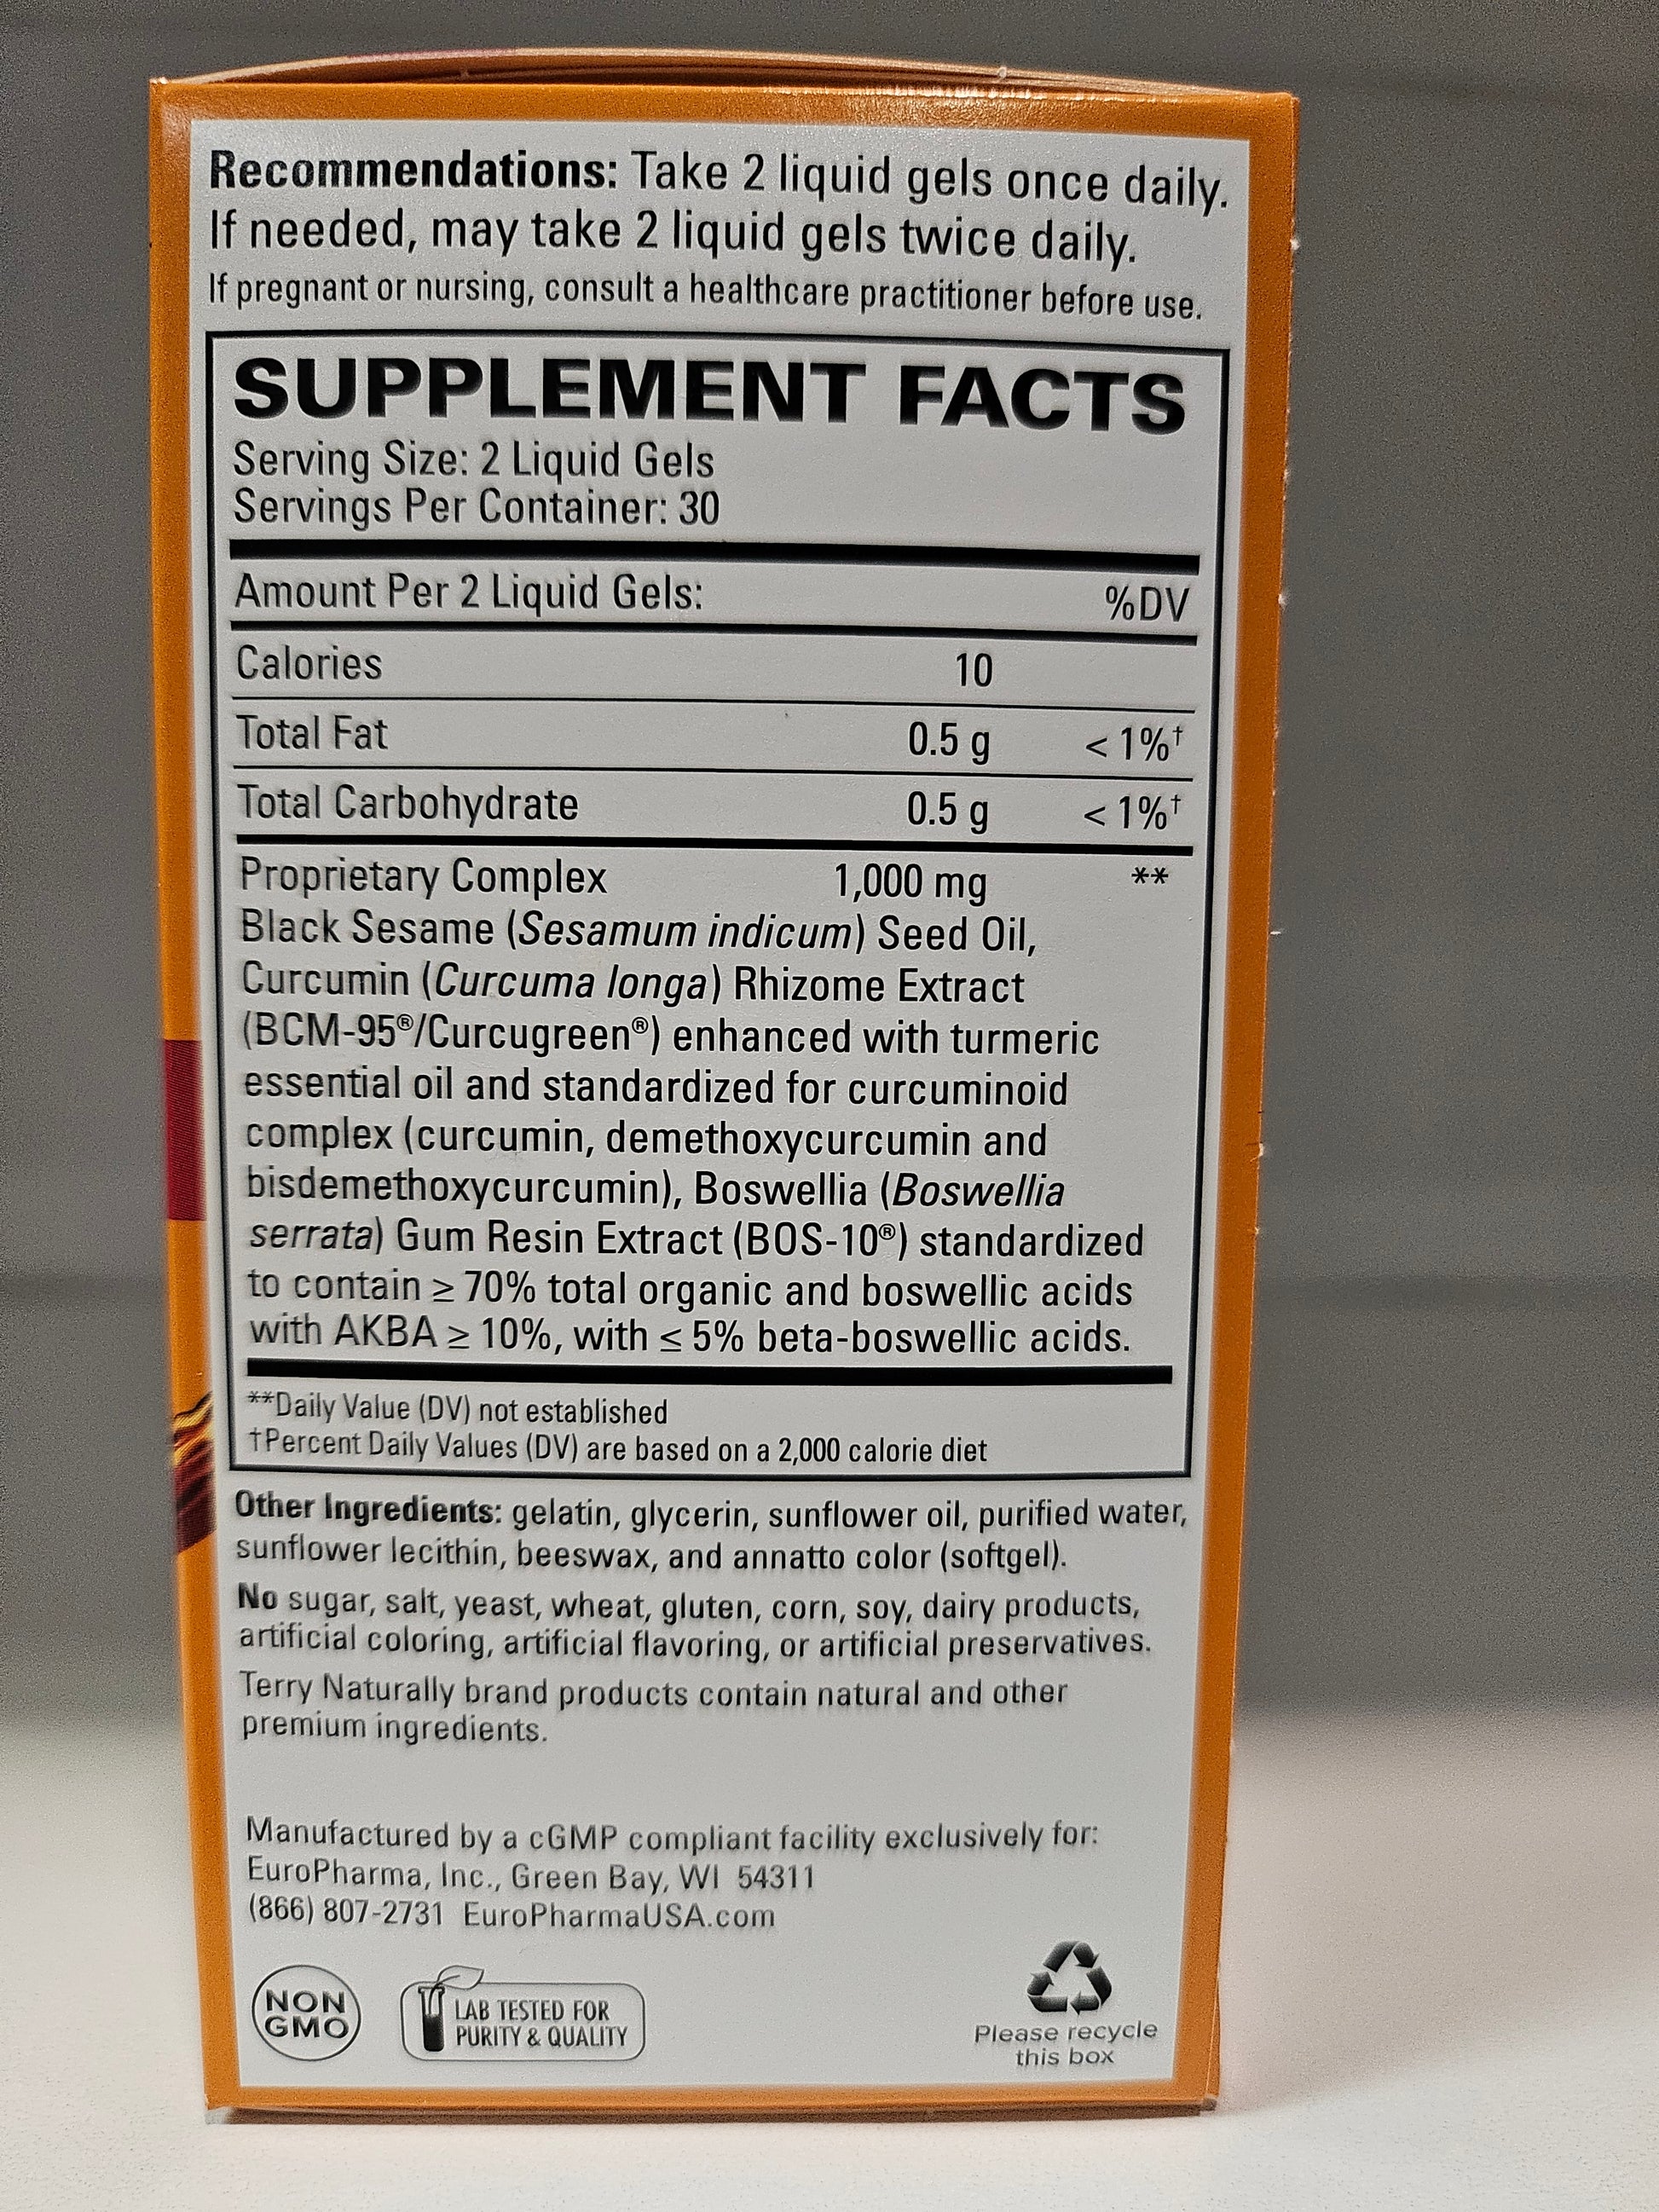 Recommendations: Take 2 liquid gels once daily.
If needed, may take 2 liquid gels twice daily.
If pregnant or nursing, consult a healthcare practitioner before use.
SUPPLEMENT FACTS
Serving Size: 2 Liquid Gels
Servings Per Container: 30
Amount Per 2 Liquid Gels: %DV
Calories 10
Total Fat 0.5 g < 1%†
Total Carbohydrate 0.5 g < 1%†
Proprietary Complex 1,000 mg **
Black Sesame (Sesamum indicum) Seed Oil,
Curcumin (Curcuma longa) Rhizome Extract
(BCM-95®/Curcugreen®) enhanced with turmeric
essential oil and standardized for curcuminoid
complex (curcumin, demethoxycurcumin and
bisdemethoxycurcumin), Boswellia (Boswellia
serrata) Gum Resin Extract (BOS-10®) standardized
to contain ≥ 70% total organic and boswellic acids
with AKBA ≥ 10%, with ≤ 5% beta-boswellic acids.
**Daily Value (DV) not established
†Percent Daily Values (DV) are based on a 2,000 calorie diet
Other Ingredients: gelatin, glycerin, sunflower oil, purified water,
sunflower lecithin, beeswax, and annatto color (softgel).
No sugar, salt, yeast, wheat, gluten, corn, soy, dairy products,
artificial coloring, artificial flavoring, or artificial preservatives.
Terry Naturally brand products contain natural and other
premium ingredients.
Manufactured by a cGMP compliant facility exclusively for:
EuroPharma, Inc., Green Bay, WI 54311
(866) 807-2731 EuroPharmaUSA.com
NON
GMO
LAB TESTED FOR
PURITY & QUALITY
Please recycle
this box